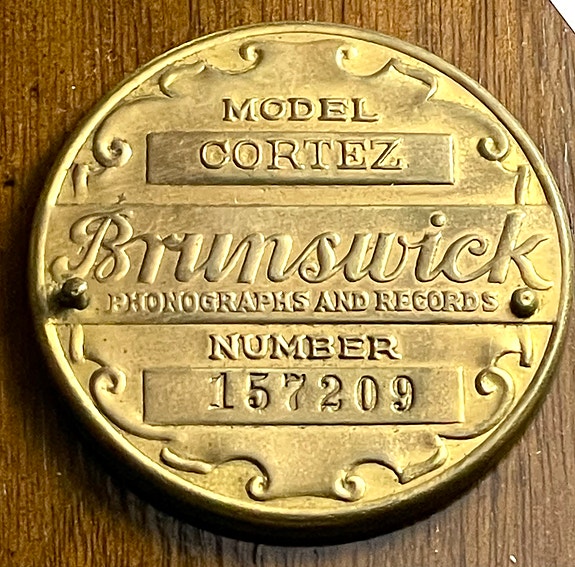 MODEL
CORTEZ
Brunswick
PHONOGRAPHS AND RECORDS
NUMBER
157209